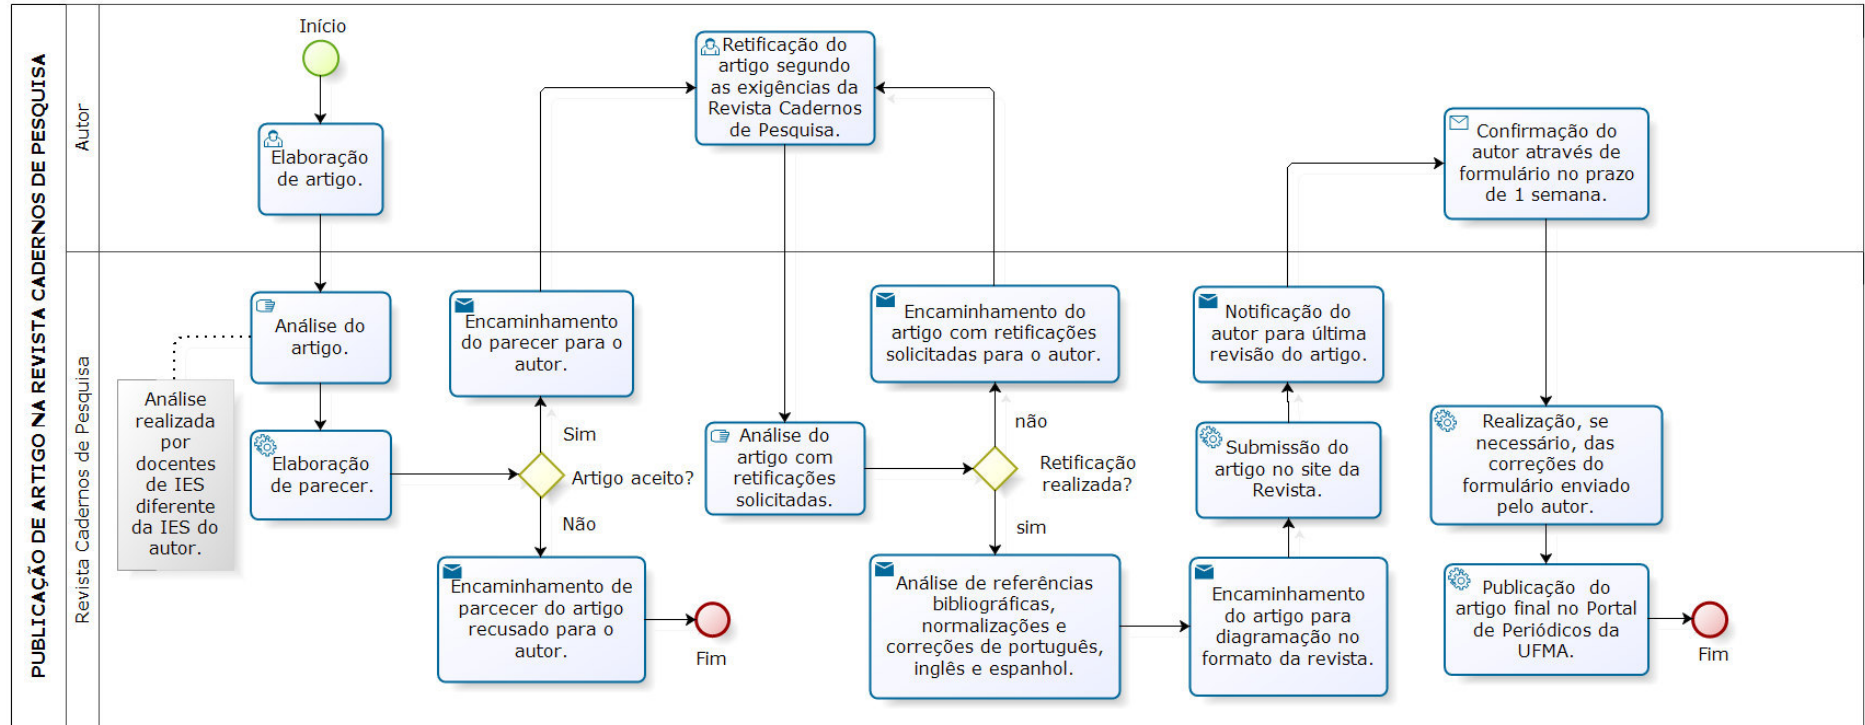 PUBLICAÇÃO DE ARTIGO NA REVISTA CADERNOS DE PESQUISA
Autor
Início
Elaboração
de artigo.
Retificação do
artigo segundo
as exigências da
Revista Cadernos
de Pesquisa.
Confirmação do
autor através de
formulário no prazo
de 1 semana.
Revista Cadernos de Pesquisa
Análise do
artigo.
Análise
realizada
por
docentes
de IES
diferente
da IES do
autor.
Elaboração
de parecer.
Encaminhamento
do parecer para o
autor.
Sim
Artigo aceito?
Não
Encaminhamento de
parcecer do artigo
recusado para o
autor.
Fim
Análise do
artigo com
retificações
solicitadas.
Encaminhamento do
artigo com retificações
solicitadas para o autor.
não
Retificação
realizada?
sim
Análise de referências
bibliográficas,
normalizações e
correções de português,
inglês e espanhol.
Encaminhamento
do artigo para
diagramação no
formato da revista.
Submissão do
artigo no site da
Revista.
Notificação do
autor para última
revisão do artigo.
Realização, se
necessário, das
correções do
formulário enviado
pelo autor.
Publicação do
artigo final no Portal
de Periódicos da
UFMA.
Fim